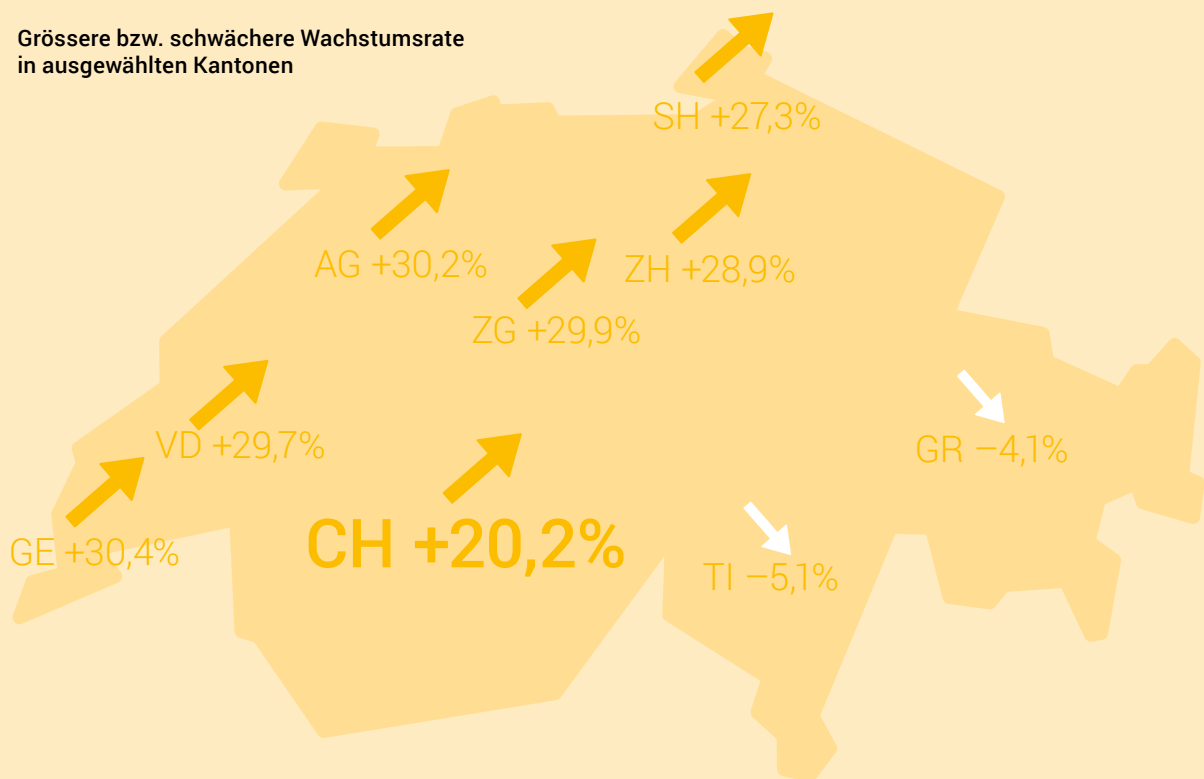 Grössere bzw. schwächere Wachstumsrate
in ausgewählten Kantonen
SH +27,3%
AG +30,2%
ZH +28,9%
ZG +29,9%
VD +29,7%
GR –4,1%
CH +20,2%
GE +30,4%
TI –5,1%